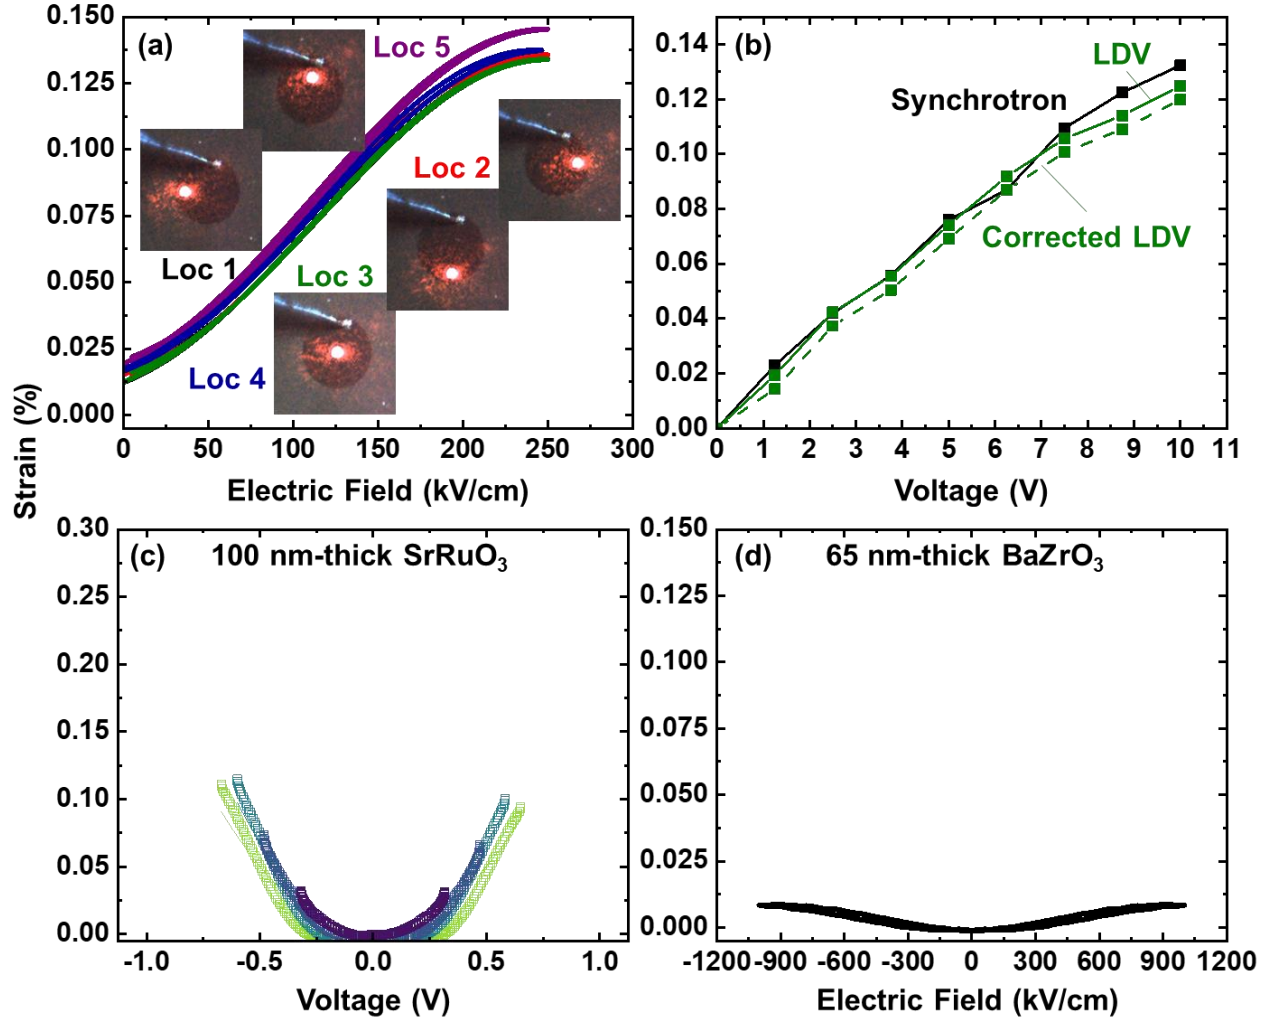 (a)
Loc 5
Loc 2
Loc 1
Loc 3
Loc 4
0.150
0.125
0.100
0.075
0.050
0.025
0.000
0 50 100 150 200 250 300
Electric Field (kV/cm)
Strain (%)
(b)
LDV
Synchrotron
Corrected LDV
0.14
0.12
0.10
0.08
0.06
0.04
0.02
0.00
0 1 2 3 4 5 6 7 8 9 10 11
Voltage (V)
(c) 100 nm-thick SrRuO₃
0.30
0.25
0.20
0.15
0.10
0.05
0.00
-1.0 -0.5 0.0 0.5 1.0
Voltage (V)
(d) 65 nm-thick BaZrO₃
0.150
0.125
0.100
0.075
0.050
0.025
0.000
-1200 -900 -600 -300 0 300 600 900 1200
Electric Field (kV/cm)